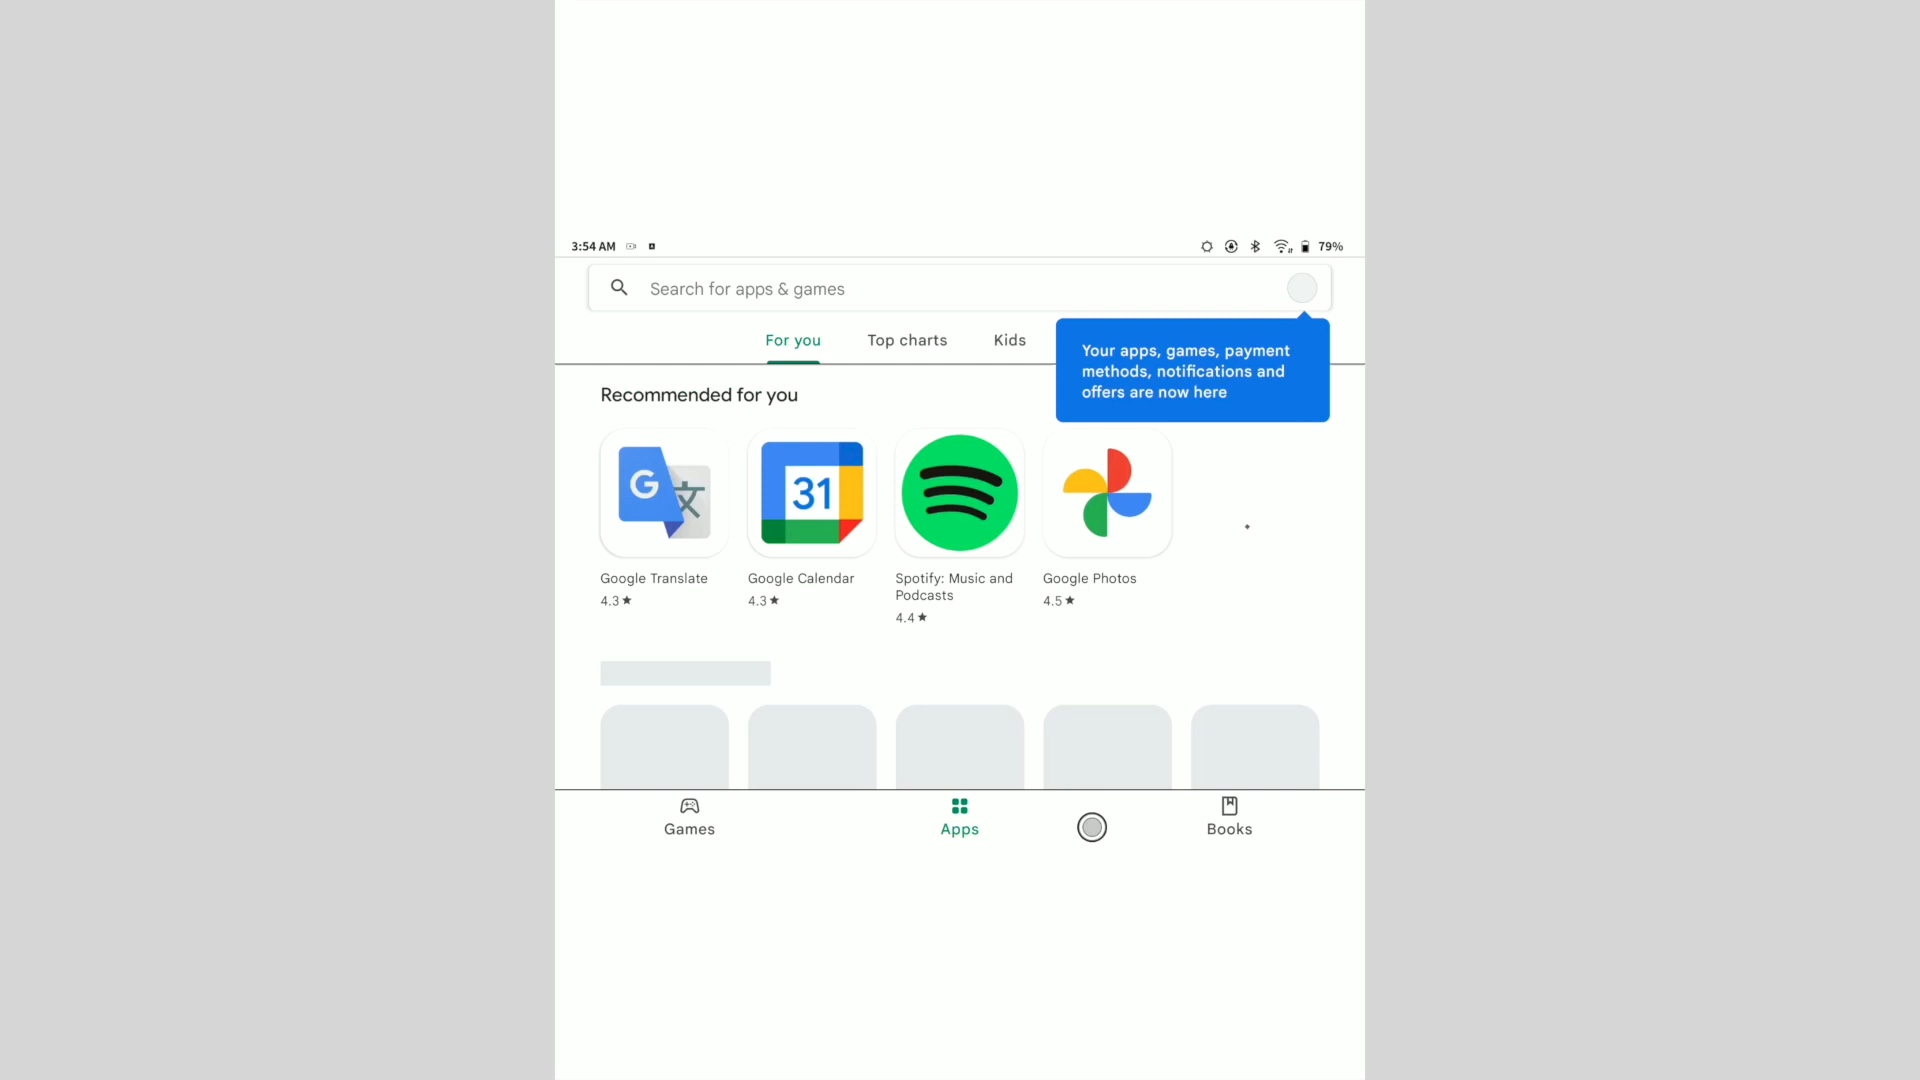 3:54 AM 79%
Search for apps & games
For you Top charts Kids
Your apps, games, payment
methods, notifications and
offers are now here
Recommended for you
G 文
31
Google Translate
4.3★
Google Calendar
4.3★
Spotify: Music and
Podcasts
4.4★
Google Photos
4.5★
Games Apps Books